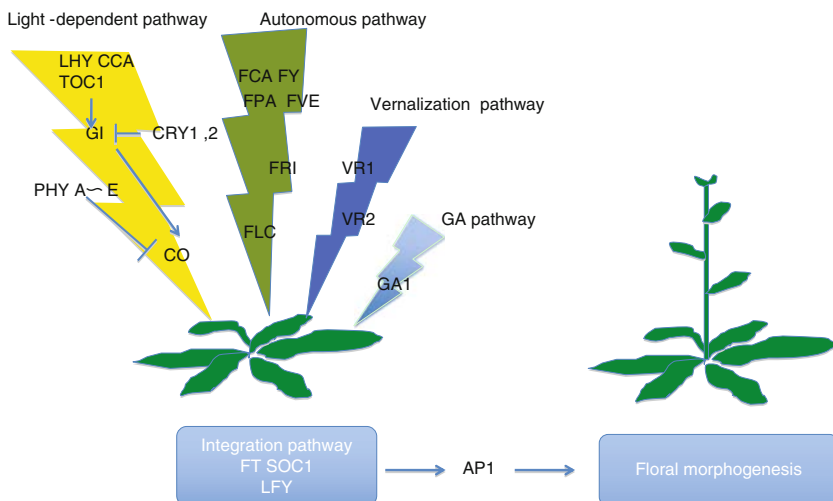 Light -dependent pathway
Autonomous pathway
LHY CCA
TOC1
GI
CRY1 ,2
PHY A∽ E
CO
FCA FY
FPA FVE
FRI
FLC
Vernalization pathway
VR1
VR2
GA pathway
GA1
Integration pathway
FT SOC1
LFY
AP1
Floral morphogenesis